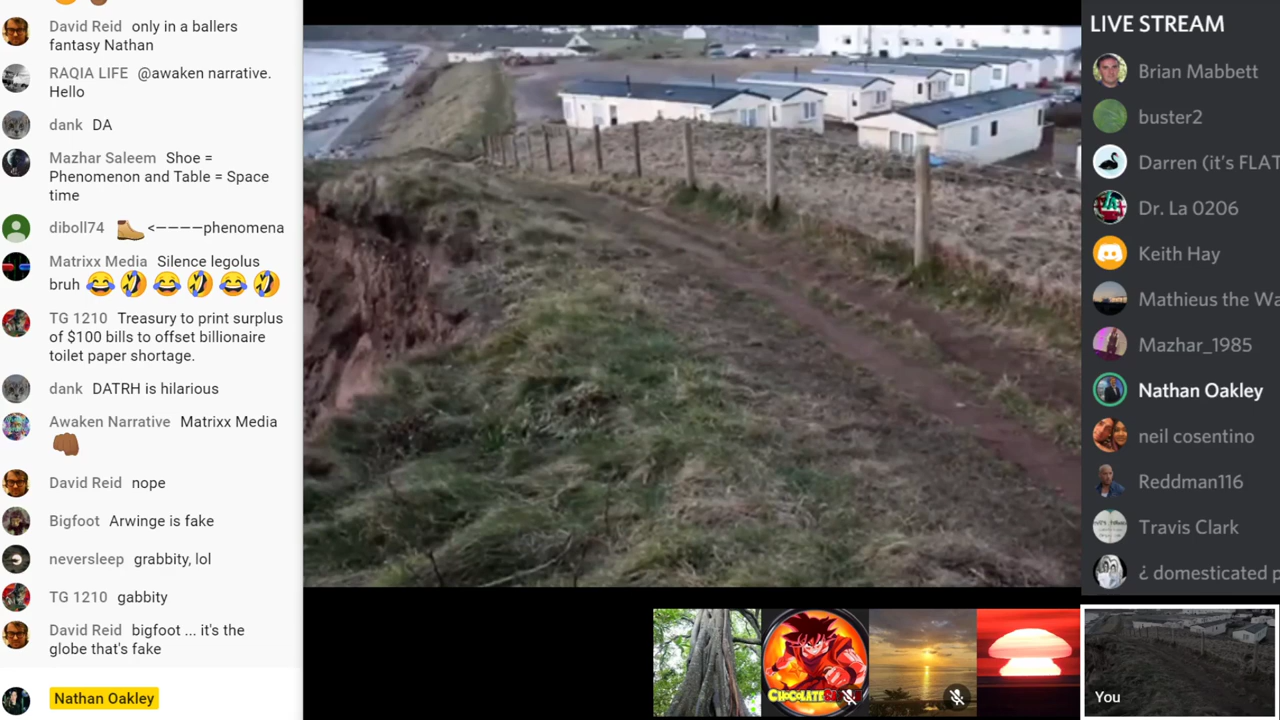 David Reid only in a ballers
fantasy Nathan
RAQIA LIFE @awaken narrative.
Hello
dank DA
Mazhar Saleem Shoe =
Phenomenon and Table = Space
time
diboll74 <————phenomena
Matrixx Media Silence legolus
bruh
TG 1210 Treasury to print surplus
of $100 bills to offset billionaire
toilet paper shortage.
dank DATRH is hilarious
Awaken Narrative Matrixx Media
David Reid nope
Bigfoot Arwinge is fake
neversleep grabbity, lol
TG 1210 gabbity
David Reid bigfoot ... it's the
globe that's fake
Nathan Oakley
CHOCOLATE
You
LIVE STREAM
Brian Mabbett
buster2
Darren (it's FLAT
Dr. La 0206
Keith Hay
Mathieus the Wa
Mazhar_1985
Nathan Oakley
neil cosentino
Reddman116
Travis Clark
¿ domesticated p